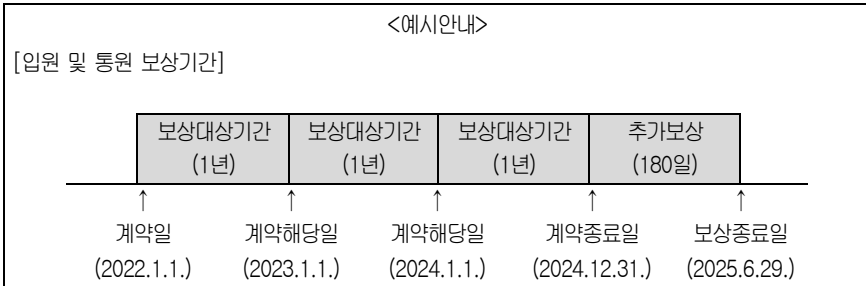 <예시안내>
[입원 및 통원 보상기간]
보상대상기간 보상대상기간 보상대상기간 추가보상
(1년) (1년) (1년) (180일)
↑ ↑ ↑ ↑ ↑
계약일 계약해당일 계약해당일 계약종료일 보상종료일
(2022.1.1.) (2023.1.1.) (2024.1.1.) (2024.12.31.) (2025.6.29.)